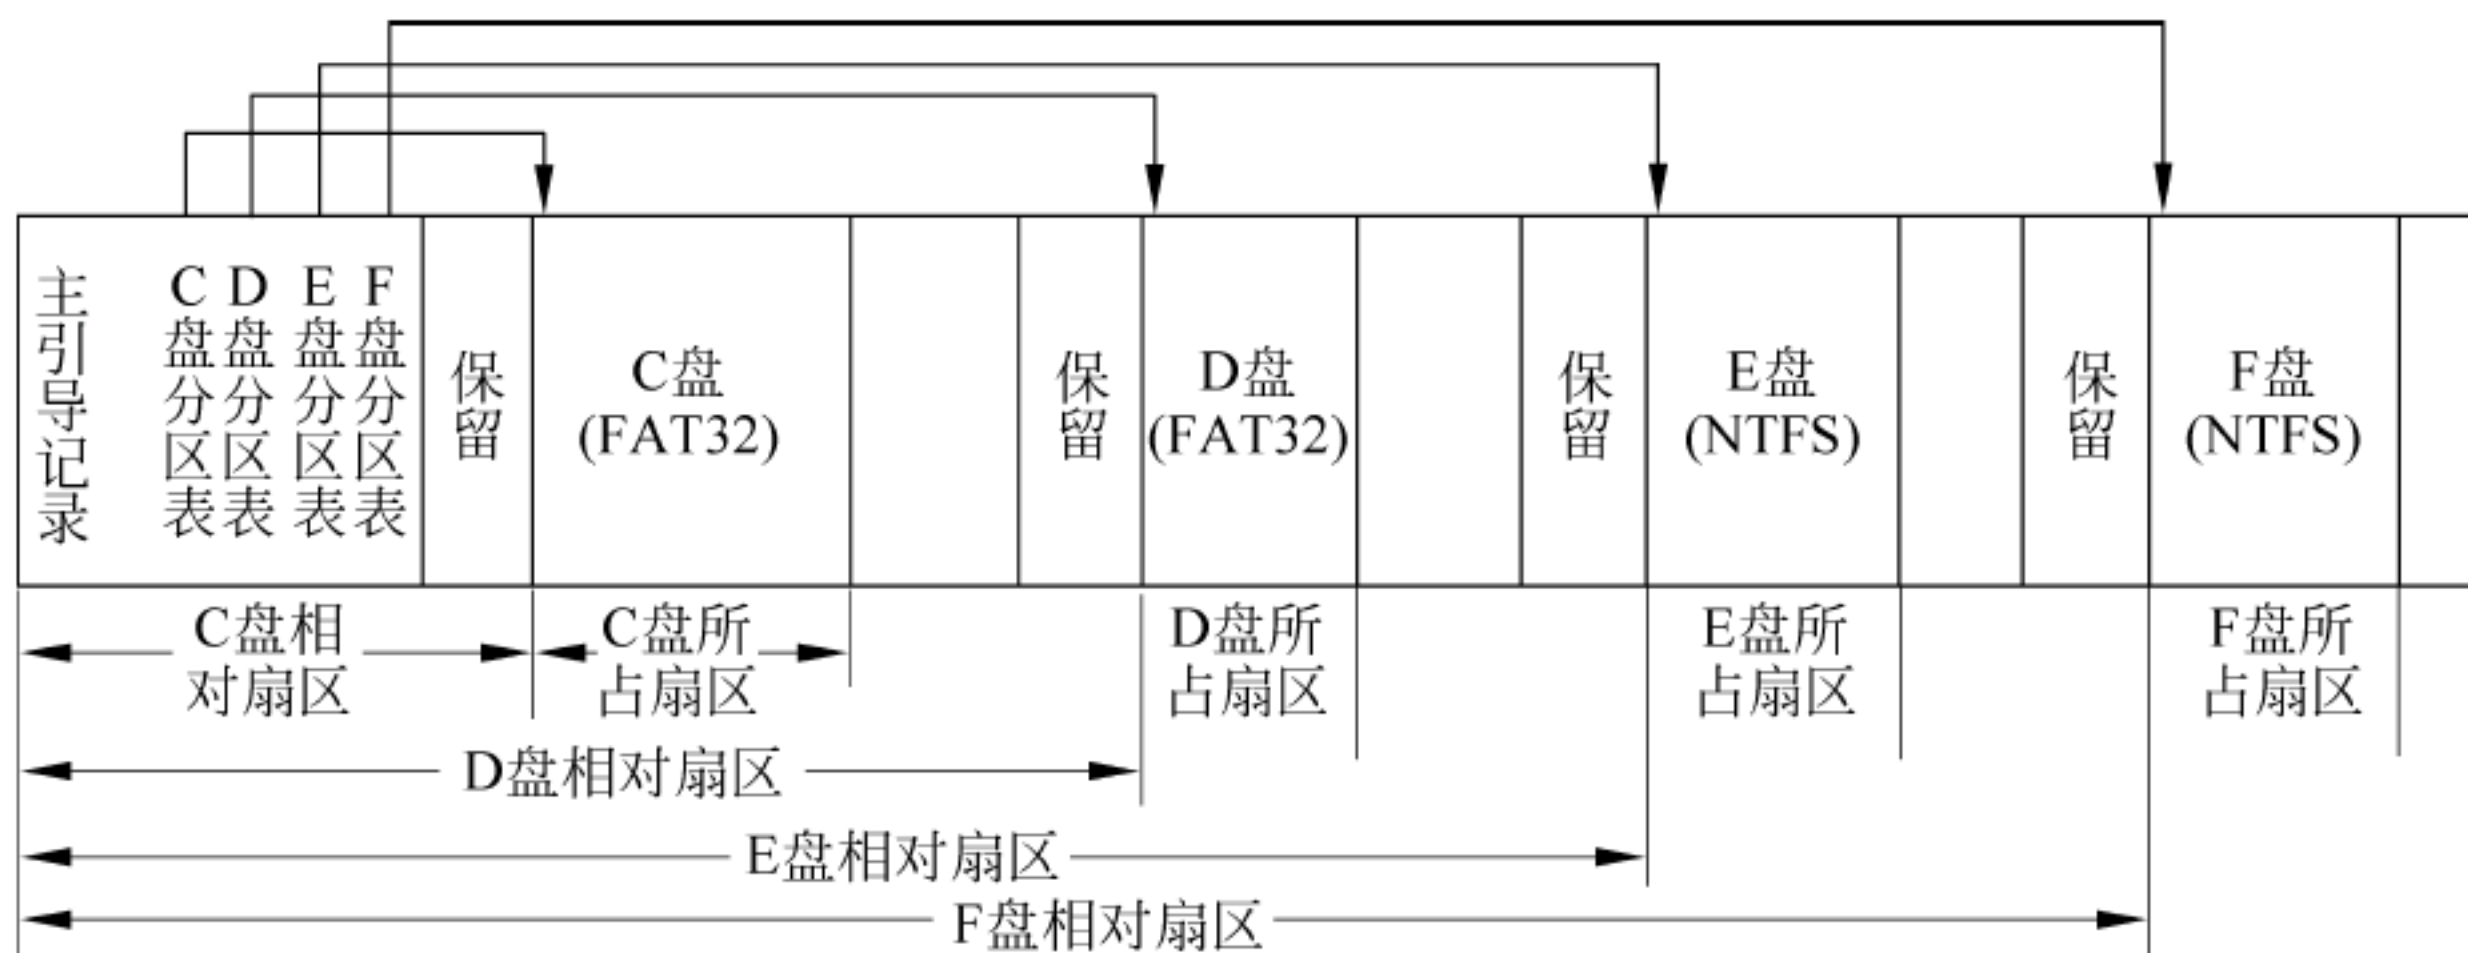 主引导记录
C盘分区表
D盘分区表
E盘分区表
F盘分区表
保留
C盘
(FAT32)
保留
D盘
(FAT32)
保留
E盘
(NTFS)
保留
F盘
(NTFS)
C盘相
对扇区
C盘所
占扇区
D盘所
占扇区
E盘所
占扇区
F盘所
占扇区
D盘相对扇区
E盘相对扇区
F盘相对扇区